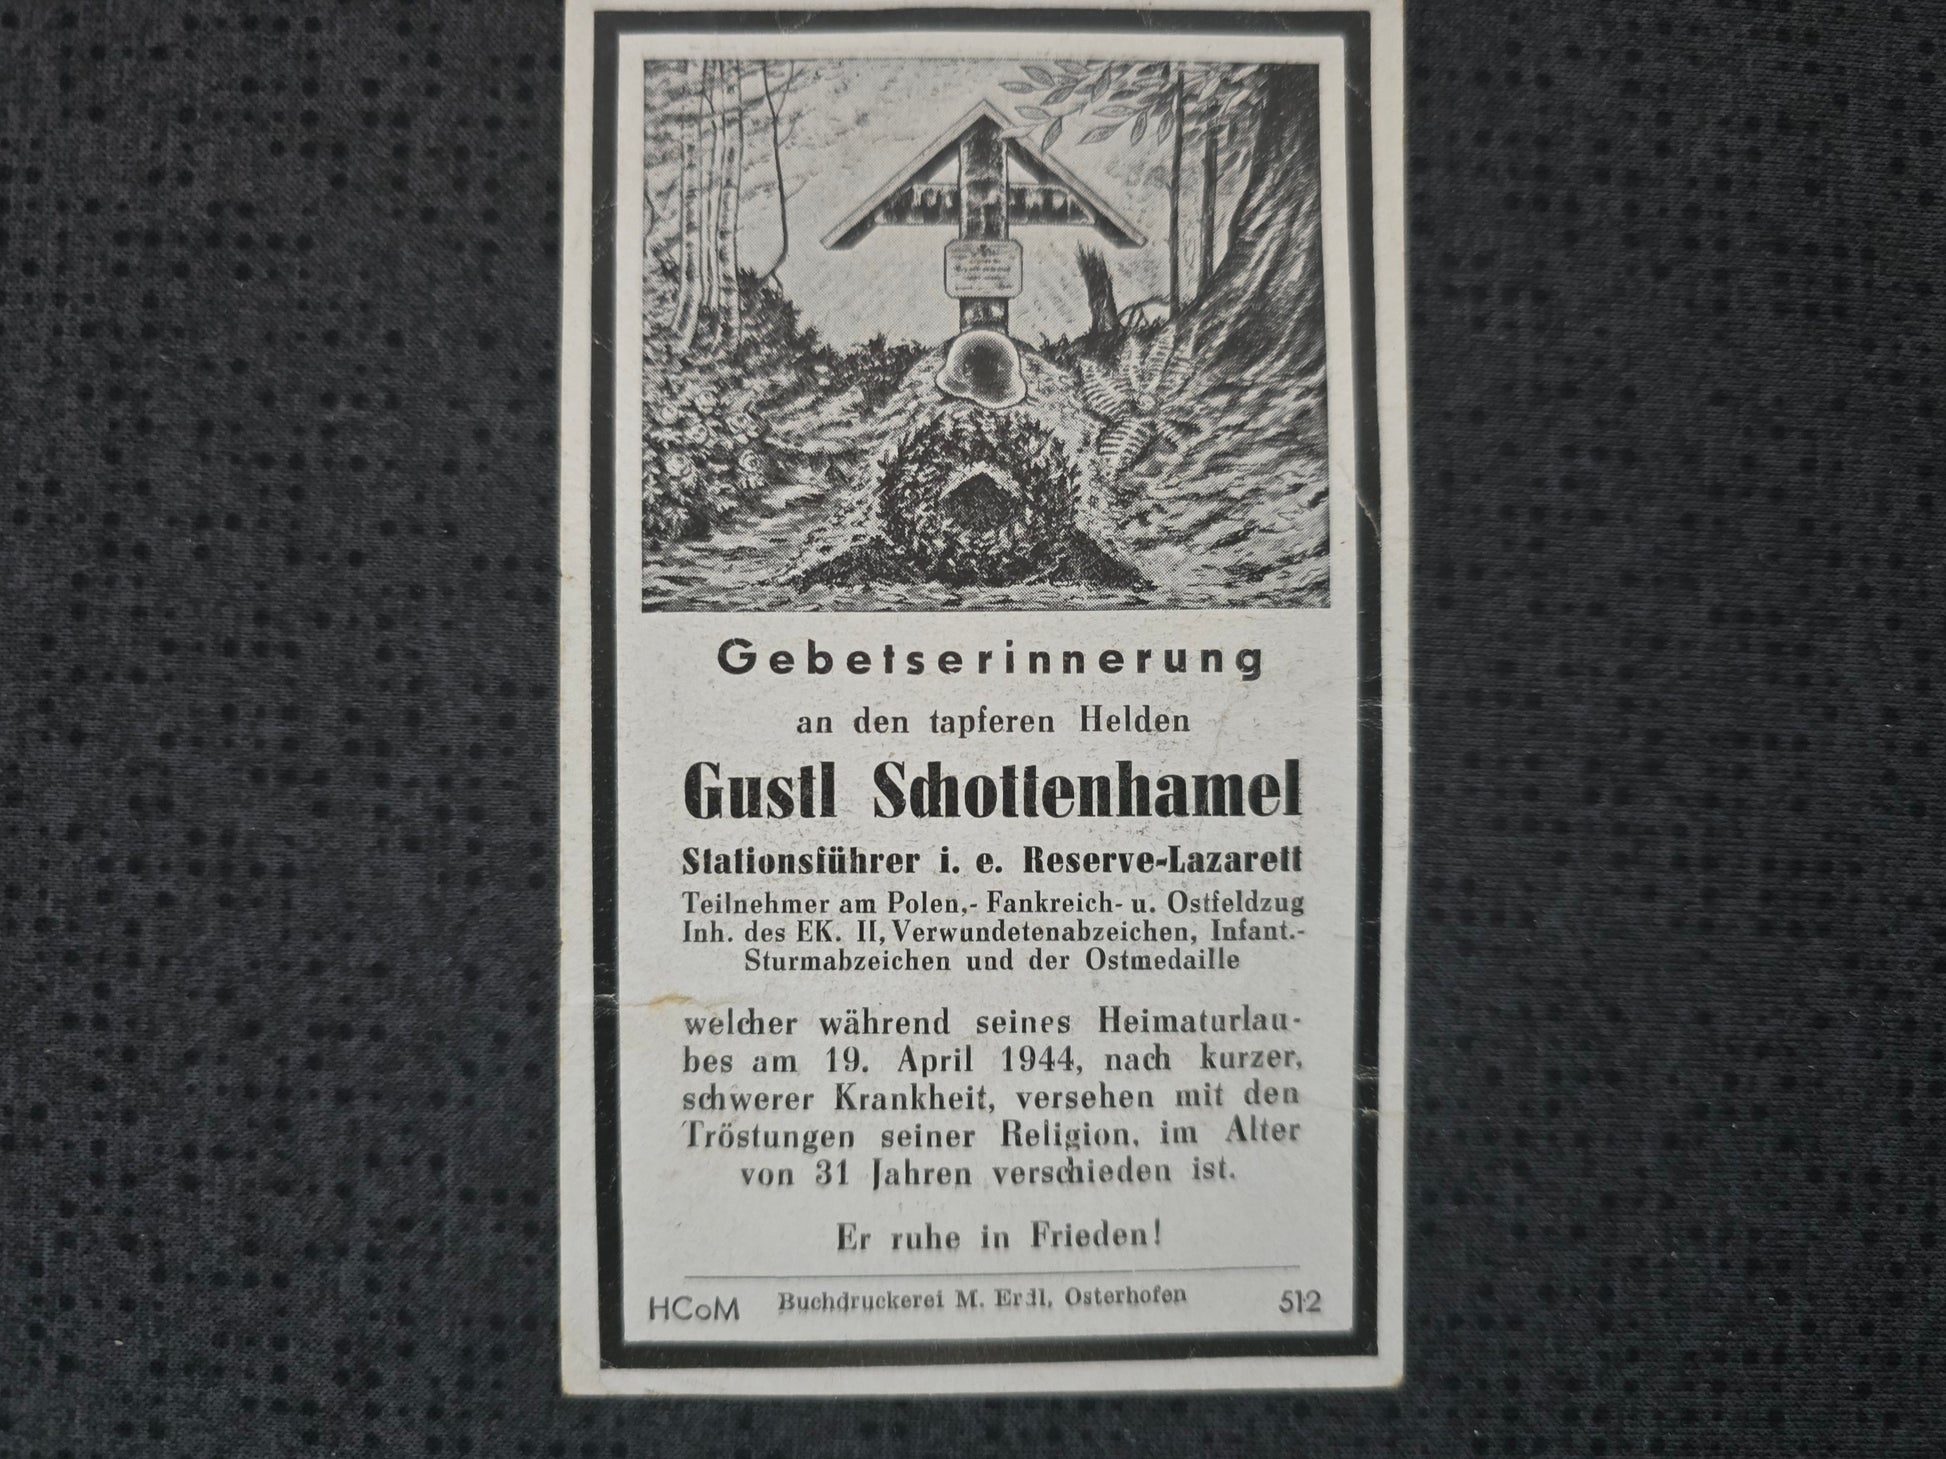 Gebetserinnerung
an den tapferen Helden
Gustl Schottenhamel
Stationsführer i. e. Reserve-Lazarett
Teilnehmer am Polen,- Fankreich- u. Ostfeldzug
Inh. des EK. II, Verwundetenabzeichen, Infant.-
Sturmabzeichen und der Ostmedaille
welcher während seines Heimaturlau-
bes am 19. April 1944, nach kurzer,
schwerer Krankheit, versehen mit den
Tröstungen seiner Religion, im Alter
von 31 Jahren verschieden ist.
Er ruhe in Frieden!
HCoM Buchdruckerei M. Erdl, Osterhofen 512